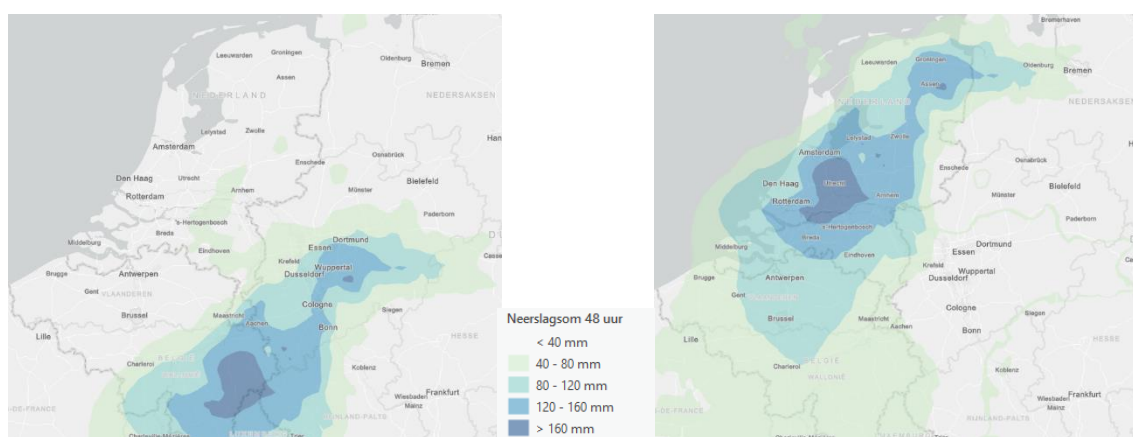 Leeuwarden
Groningen
Assen
Oldenburg
Bremen
NEDERLAND
NEDERSAKSEN
Lelystad
Zwolle
Amsterdam
Enschede
Osnabrück
Den Haag
Utrecht
Rotterdam
Arnhem
Münster
Bielefeld
's-Hertogenbosch
Paderborn
Breda
Middelburg
Eindhoven
Essen
Dortmund
Krefeld
Wuppertal
Dusseldorf
Brugge
Antwerpen
Gent
VLAANDEREN
Cologne
Brussel
Maastricht
Aachen
Bonn
Siegen
HESSE
Lille
Charleroi
BELGIË
WALLONIE
Koblenz
Wiesbaden
Frankfurt
Mainz
Neerslagsom 48 uur
< 40 mm
40 - 80 mm
80 - 120 mm
120 - 160 mm
> 160 mm
Bremerhaven
Leeuwarden
Groningen
Assen
Oldenburg
Bremen
NEDERLAND
NEDERSAKSEN
Lelystad
Zwolle
Amsterdam
Enschede
Osnabrück
Den Haag
Utrecht
Rotterdam
Arnhem
Münster
Bielefeld
's-Hertogenbosch
Paderborn
Breda
Middelburg
Eindhoven
Essen
Dortmund
Krefeld
Wuppertal
Dusseldorf
Brugge
Antwerpen
Gent
VLAANDEREN
Cologne
Brussel
Maastricht
Aachen
Bonn
Siegen
HESSE
Lille
Charleroi
BELGIË
WALLONIE
Koblenz
Wiesbaden
Frankfurt
Mainz